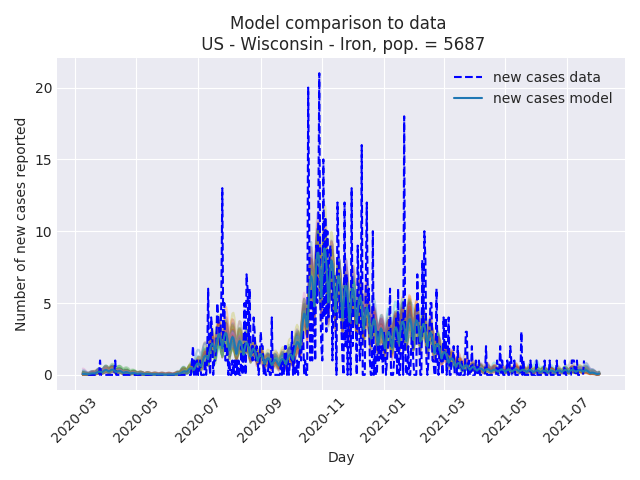 Model comparison to data
US - Wisconsin - Iron, pop. = 5687
new cases data
new cases model
Number of new cases reported
20
15
10
5
0
2020-03
2020-05
2020-07
2020-09
2020-11
2021-01
2021-03
2021-05
2021-07
Day